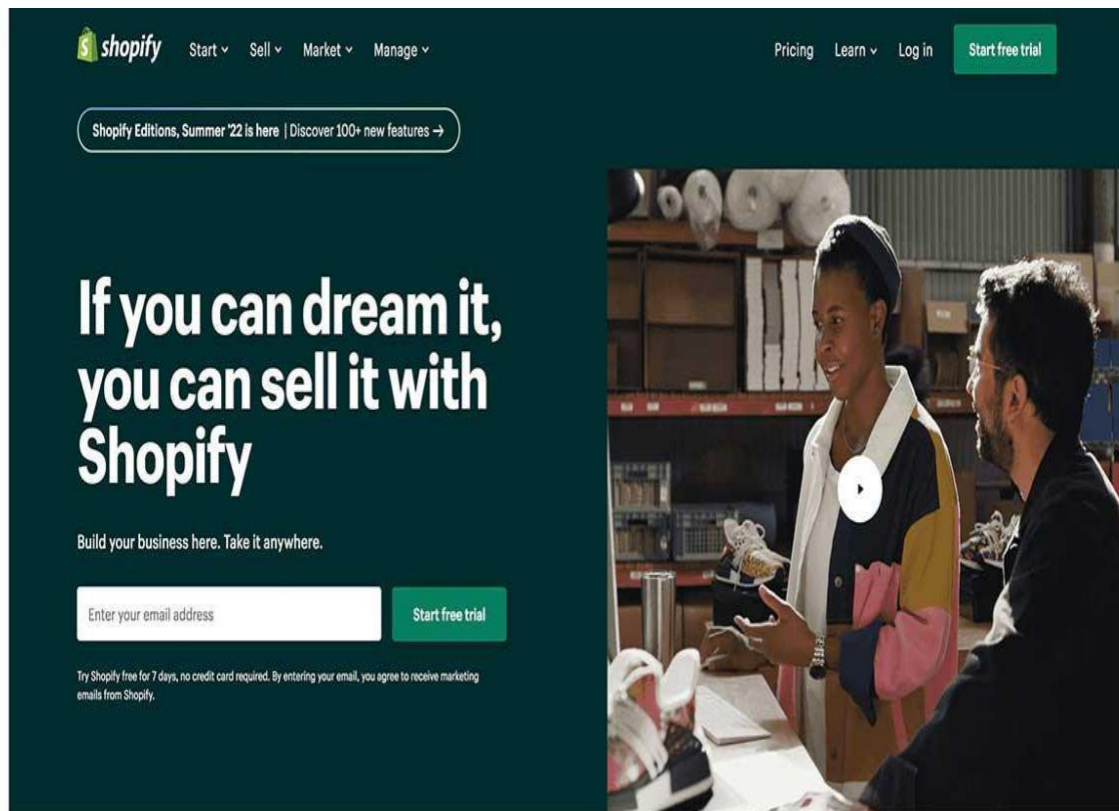 shopify
Start
Sell
Market
Manage
Pricing
Learn
Log in
Start free trial
Shopify Editions, Summer '22 is here | Discover 100+ new features →
If you can dream it,
you can sell it with
Shopify
Build your business here. Take it anywhere.
Enter your email address
Start free trial
Try Shopify free for 7 days, no credit card required. By entering your email, you agree to receive marketing
emails from Shopify.